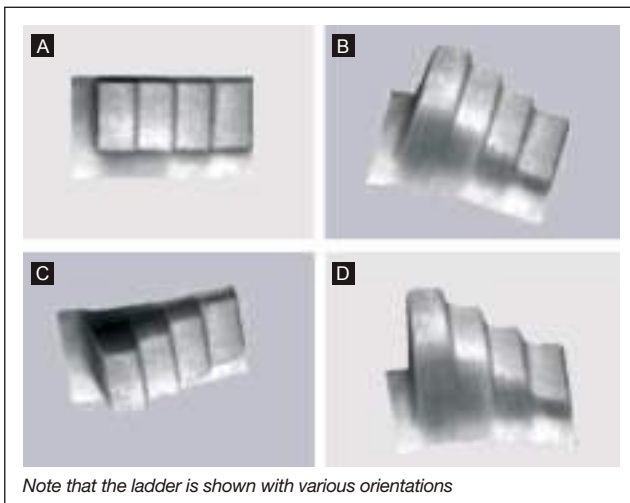 A
B
C
D
Note that the ladder is shown with various orientations